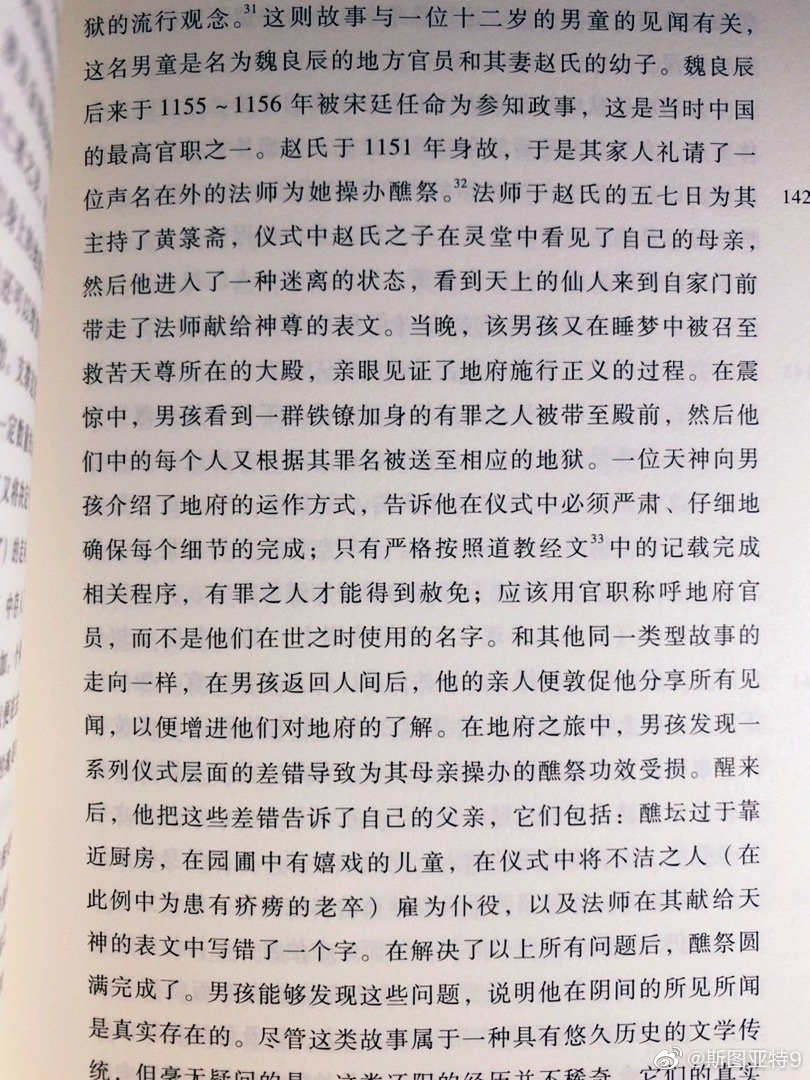 狱的流行观念。31这则故事与一位十二岁的男童的见闻有关，
这名男童是名为魏良辰的地方官员和其妻赵氏的幼子。魏良辰
后来于1155~1156年被宋廷任命为参知政事，这是当时中国
的最高官职之一。赵氏于1151年身故，于是其家人礼请了一
位声名在外的法师为她操办醮祭。32法师于赵氏的五七日为其
142
主持了黄箓斋，仪式中赵氏之子在灵堂中看见了自己的母亲，
然后他进入了一种迷离的状态，看到天上的仙人来到自家门前
带走了法师献给神尊的表文。当晚，该男孩又在睡梦中被召至
救苦天尊所在的大殿，亲眼见证了地府施行正义的过程。在震
惊中，男孩看到一群铁镣加身的有罪之人被带至殿前，然后他
们中的每个人又根据其罪名被送至相应的地狱。一位天神向男
孩介绍了地府的运作方式，告诉他在仪式中必须严肃、仔细地
确保每个细节的完成；只有严格按照道教经文33中的记载完成
相关程序，有罪之人才能得到赦免；应该用官职称呼地府官
员，而不是他们在世之时使用的名字。和其他同一类型故事的
走向一样，在男孩返回人间后，他的亲人便敦促他分享所有见
闻，以便增进他们对地府的了解。在地府之旅中，男孩发现一
系列仪式层面的差错导致为其母亲操办的醮祭功效受损。醒来
后，他把这些差错告诉了自己的父亲，它们包括：醮坛过于靠
近厨房，在园圃中有嬉戏的儿童，在仪式中将不洁之人（在
此例中为患有疥痨的老卒）雇为仆役，以及法师在其献给天
神的表文中写错了一个字。在解决了以上所有问题后，醮祭圆
满完成了。男孩能够发现这些问题，说明他在阴间的所见所闻
是真实存在的。尽管这类故事属于一种具有悠久历史的文学传
统，但毫无疑问的是，这类还阳的经历并不稀奇，它们的真实
@斯图亚特9